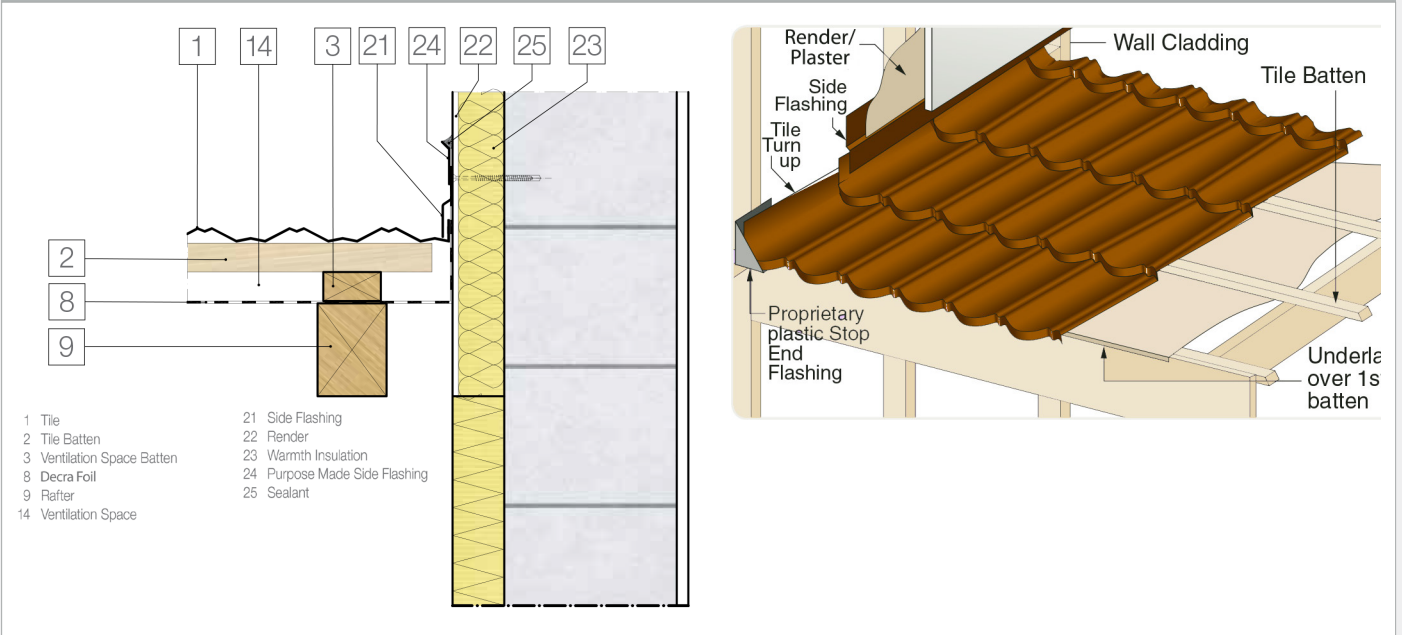 1 14 3 21 24 22 25 23
2
8
9
1 Tile
2 Tile Batten
3 Ventilation Space Batten
8 Decra Foil
9 Rafter
14 Ventilation Space
21 Side Flashing
22 Render
23 Warmth Insulation
24 Purpose Made Side Flashing
25 Sealant
Render/
Plaster
Wall Cladding
Side
Flashing
Tile Batten
Tile
Turn
up
Proprietary
plastic Stop
End
Flashing
Underla
over 1s
batten